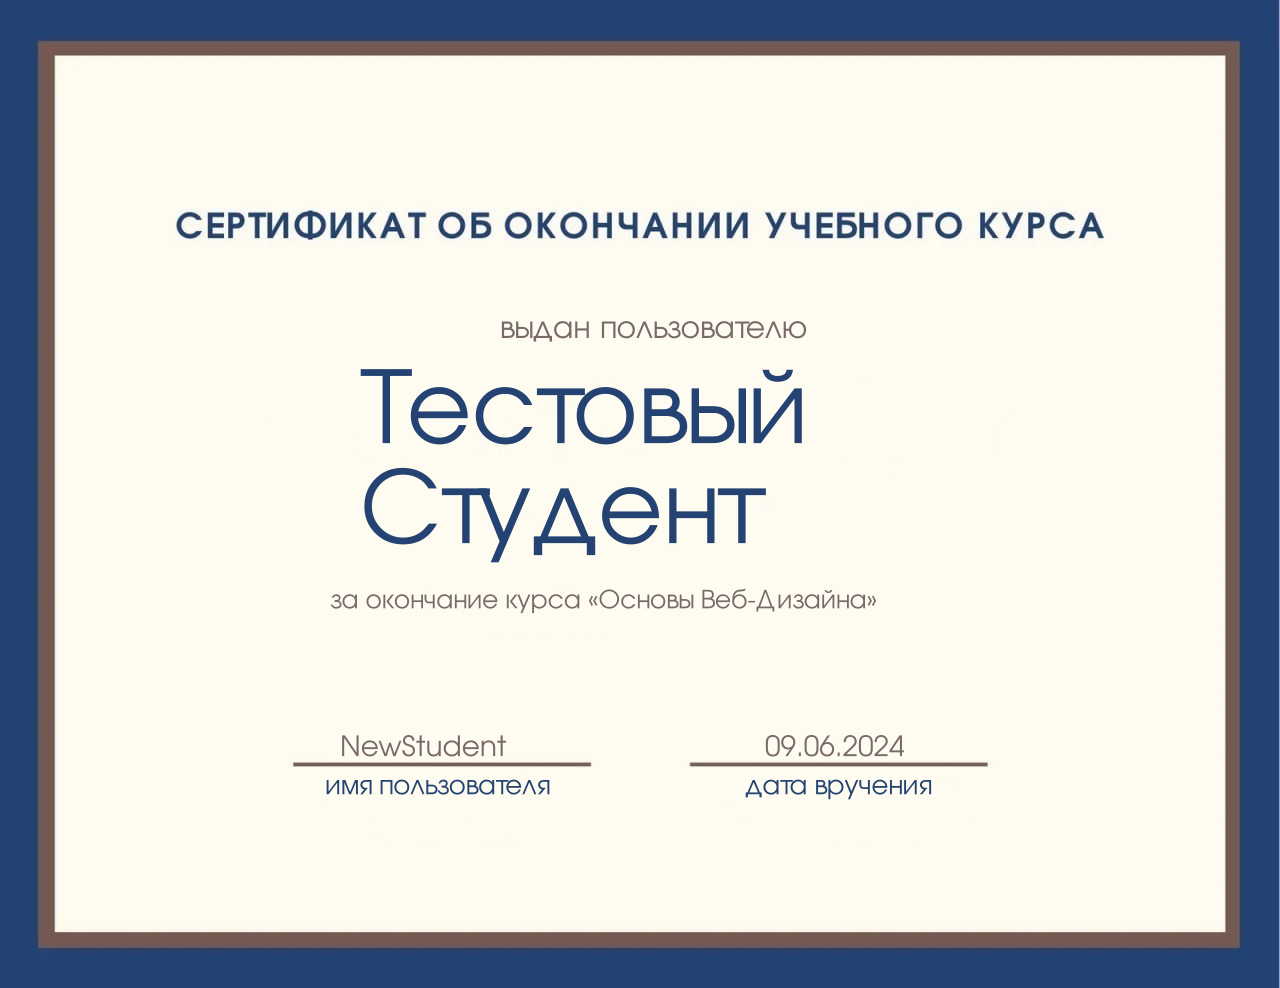 СЕРТИФИКАТ ОБ ОКОНЧАНИИ УЧЕБНОГО КУРСА
выдан пользователю
Тестовый
Студент
за окончание курса «Основы Веб-Дизайна»
NewStudent
09.06.2024
имя пользователя
дата вручения